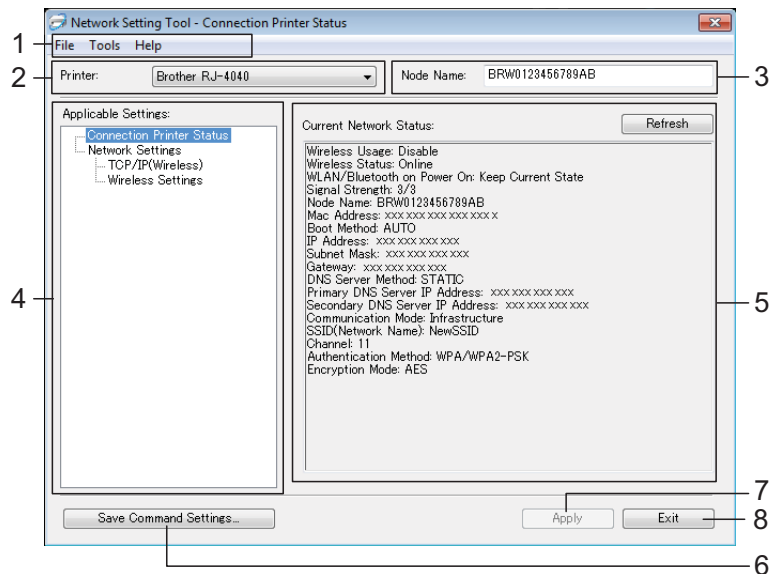 Network Setting Tool - Connection Printer Status
1
File Tools Help
2
Printer: Brother RJ-4040
Node Name: BRW0123456789AB
3
Applicable Settings:
Connection Printer Status
Network Settings
TCP/IP(Wireless)
Wireless Settings
4
Current Network Status:
Refresh
Wireless Usage: Disable
Wireless Status: Online
WLAN/Bluetooth on Power On: Keep Current State
Signal Strength: 3/3
Node Name: BRW0123456789AB
Mac Address: xxx xxx xxx xxx xxx x
Boot Method: AUTO
IP Address: xxx xxx xxx xxx
Subnet Mask: xxx xxx xxx xxx
Gateway: xxx xxx xxx xxx
DNS Server Method: STATIC
Primary DNS Server IP Address: xxx xxx xxx xxx
Secondary DNS Server IP Address: xxx xxx xxx xxx
Communication Mode: Infrastructure
SSID(Network Name): NewSSID
Channel: 11
Authentication Method: WPA/WPA2-PSK
Encryption Mode: AES
5
7
Save Command Settings...
Apply
Exit
8
6